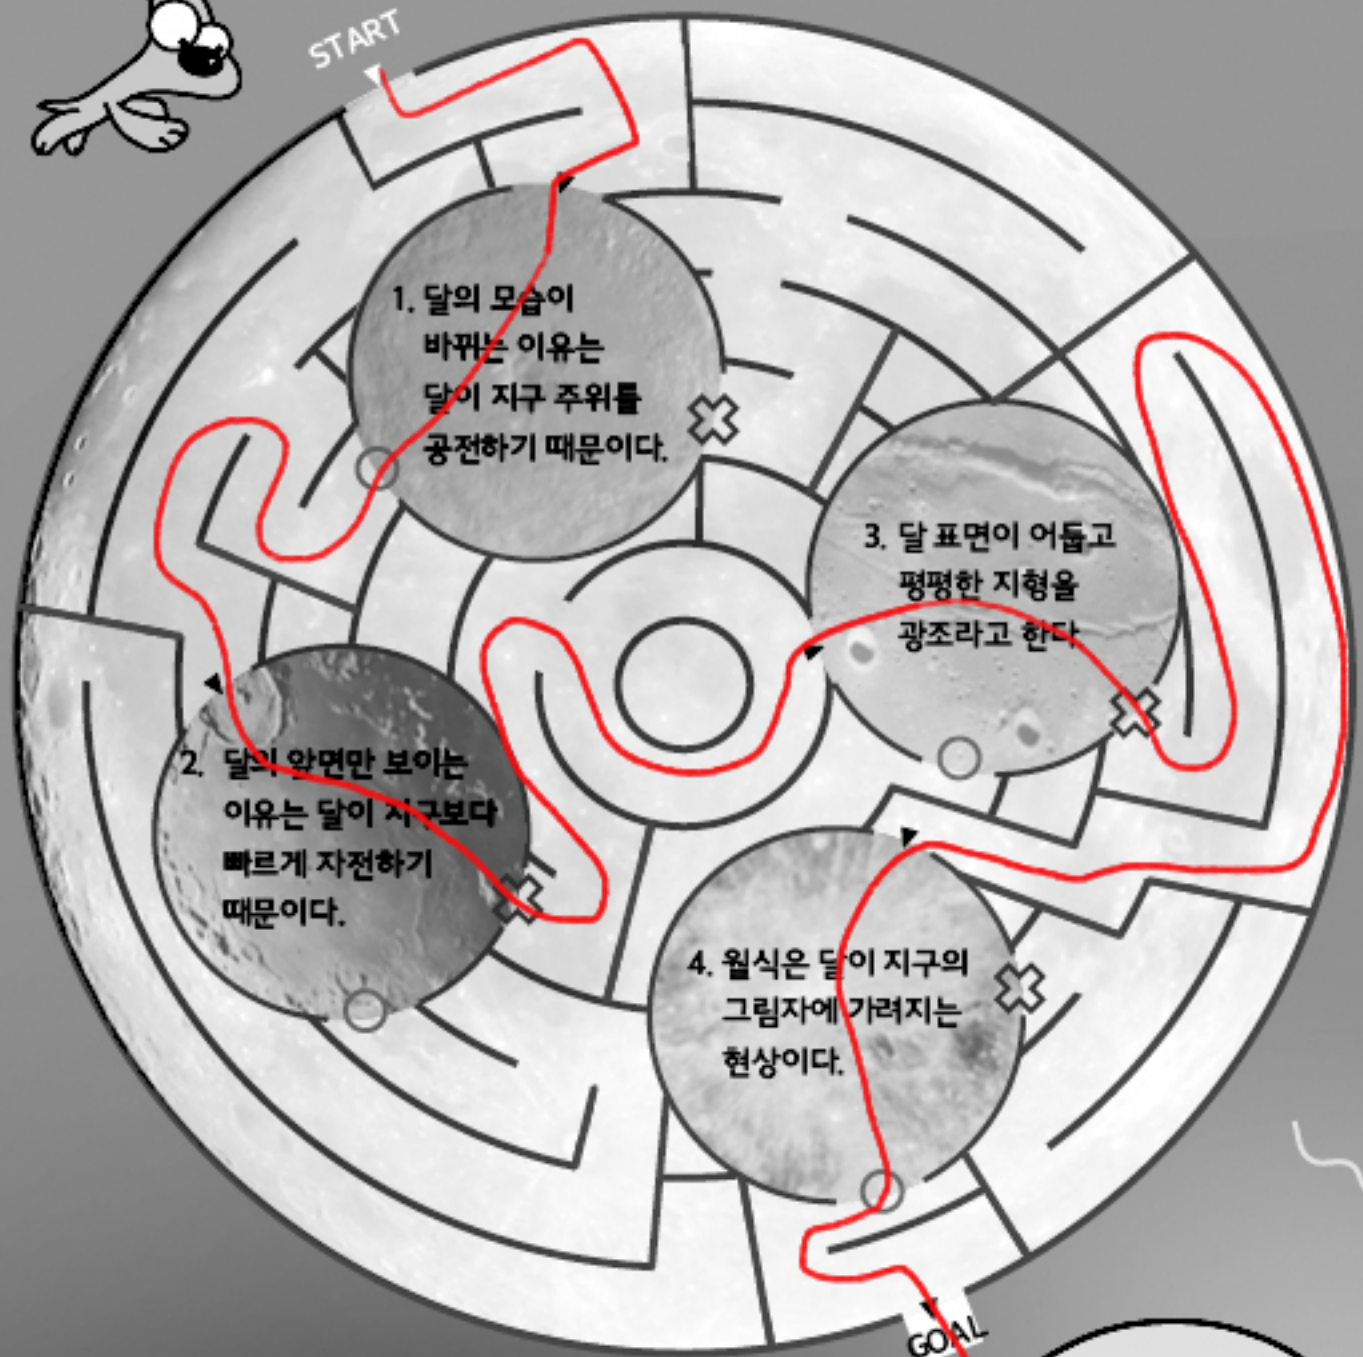 START
1. 달의 모습이
바뀌는 이유는
달이 지구 주위를
공전하기 때문이다.
3. 달 표면이 어둡고
평평한 지형을
광조라고 한다
2. 달의 앞면만 보이는
이유는 달이 지구보다
빠르게 자전하기
때문이다.
4. 월식은 달이 지구의
그림자에 가려지는
현상이다.
GOAL